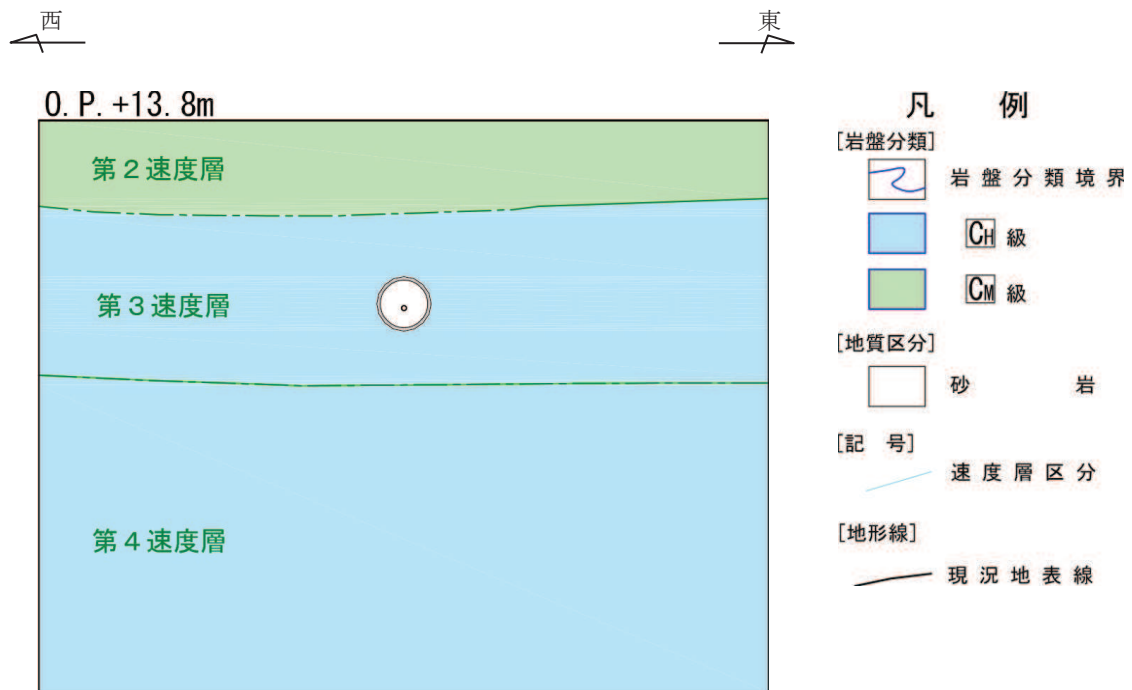 西
東
O.P.+13.8m
第2速度層
第3速度層
第4速度層
凡 例
[岩盤分類]
岩盤分類境界
CH 級
CM 級
[地質区分]
砂 岩
[記 号]
速度層区分
[地形線]
現況地表線